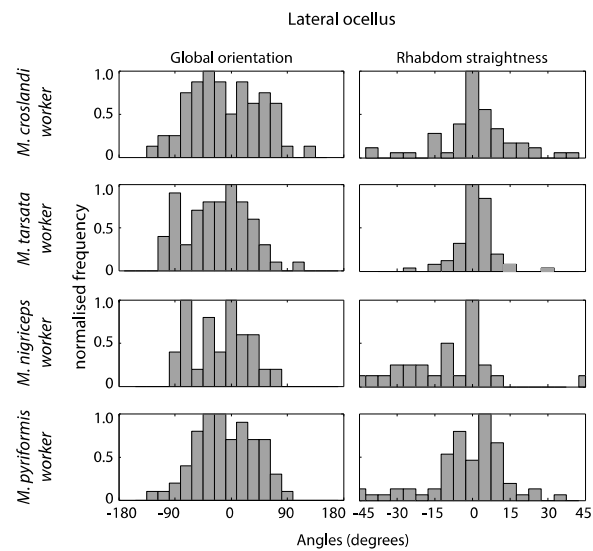 Lateral ocellus
Global orientation
Rhabdom straightness
M. croslandi
worker
1.0
0.5
0
M. tarsata
worker
1.0
0.5
0
M. nigriceps
worker
1.0
0.5
0
M. pyriformis
worker
1.0
0.5
0
normalised frequency
-180 -90 0 90 180
-45 -30 -15 0 15 30 45
Angles (degrees)